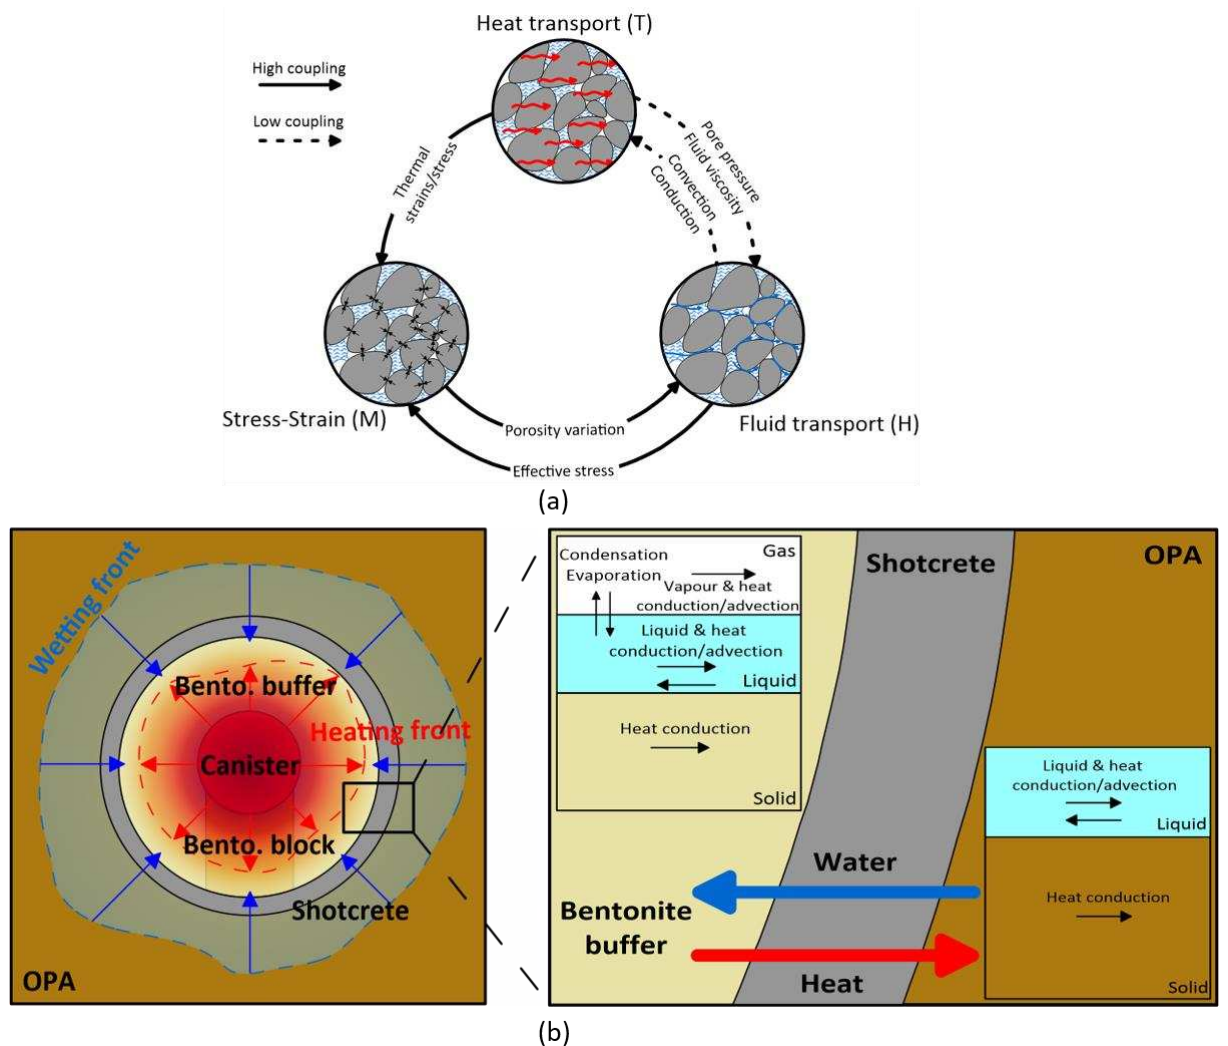 Heat transport (T)
High coupling
Low coupling
Thermal
strains/stress
Pore pressure
Fluid viscosity
Convection
Conduction
Stress-Strain (M)
Porosity variation
Fluid transport (H)
Effective stress
(a)
Wetting front
Bento. buffer
Heating front
Canister
Bento. block
Shotcrete
OPA
Condensation
Evaporation
Gas
Vapour & heat
conduction/advection
Liquid & heat
conduction/advection
Liquid
Heat conduction
Solid
Shotcrete
OPA
Liquid & heat
conduction/advection
Liquid
Heat conduction
Solid
Water
Bentonite
buffer
Heat
(b)